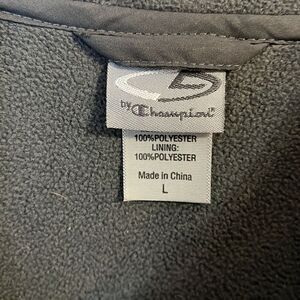 by Champion
100%POLYESTER
LINING:
100%POLYESTER
Made in China
L